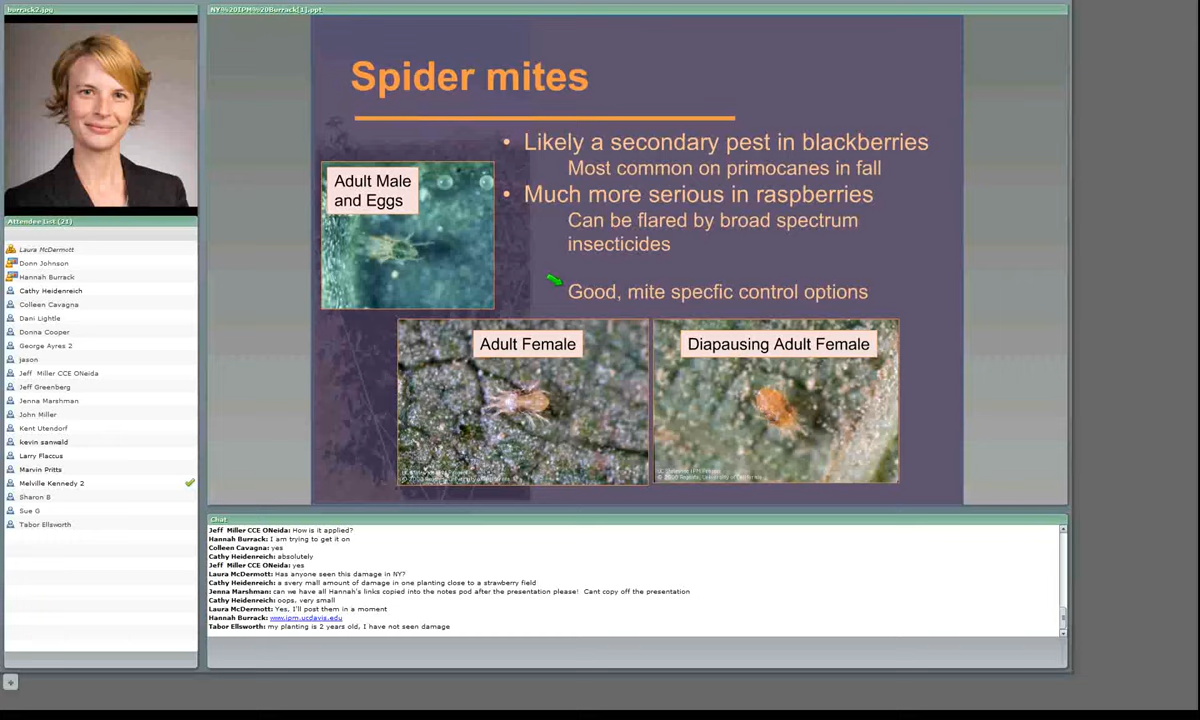 burrack2.jpg
NY%20IPM%20Burrack[1].ppt
Spider mites
• Likely a secondary pest in blackberries
Most common on primocanes in fall
• Much more serious in raspberries
Can be flared by broad spectrum
insecticides
Good, mite specfic control options
Adult Male
and Eggs
Adult Female
Diapausing Adult Female
Attendee List (21)
Laura McDermott
Donn Johnson
Hannah Burrack
Cathy Heidenreich
Colleen Cavagna
Dani Lightle
Donna Cooper
George Ayres 2
jason
Jeff Miller CCE ONeida
Jeff Greenberg
Jenna Marshman
John Miller
Kent Utendorf
kevin sanwald
Larry Flaccus
Marvin Pritts
Melville Kennedy 2
Sharon B
Sue G
Tabor Ellsworth
Chat
Jeff Miller CCE ONeida: How is it applied?
Hannah Burrack: I am trying to get it on
Colleen Cavagna: yes
Cathy Heidenreich: absolutely
Jeff Miller CCE ONeida: yes
Laura McDermott: Has anyone seen this damage in NY?
Cathy Heidenreich: a svery mall amount of damage in one planting close to a strawberry field
Jenna Marshman: can we have all Hannah's links copied into the notes pod after the presentation please! Cant copy off the presentation
Cathy Heidenreich: oops, very small
Laura McDermott: Yes, I'll post them in a moment
Hannah Burrack: www.ipm.ucdavis.edu
Tabor Ellsworth: my planting is 2 years old, I have not seen damage